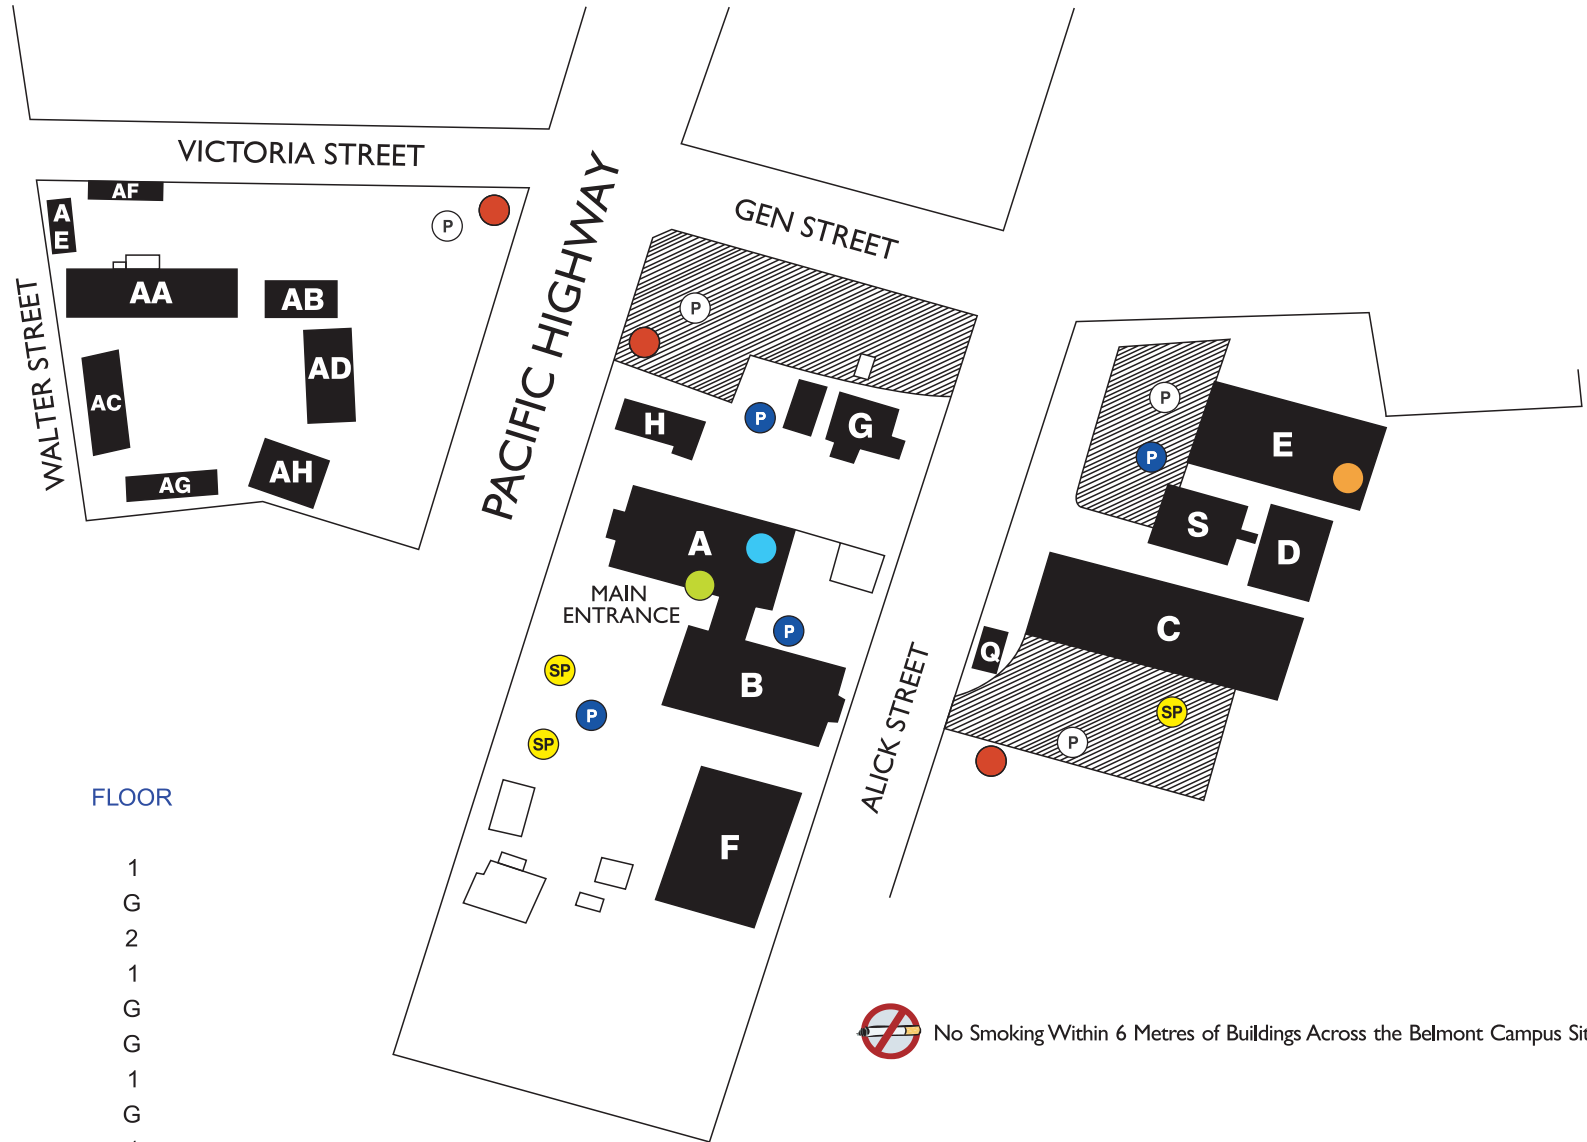 VICTORIA STREET
AF
A
E
P
GEN STREET
PACIFIC HIGHWAY
WALTER STREET
AA
AB
P
AD
P
AC
H
P
G
E
P
AH
AG
S
D
A
MAIN
ENTRANCE
P
C
Q
SP
B
P
SP
SP
P
ALICK STREET
FLOOR
F
1
G
2
1
G
G
1
G
No Smoking Within 6 Metres of Buildings Across the Belmont Campus Sit